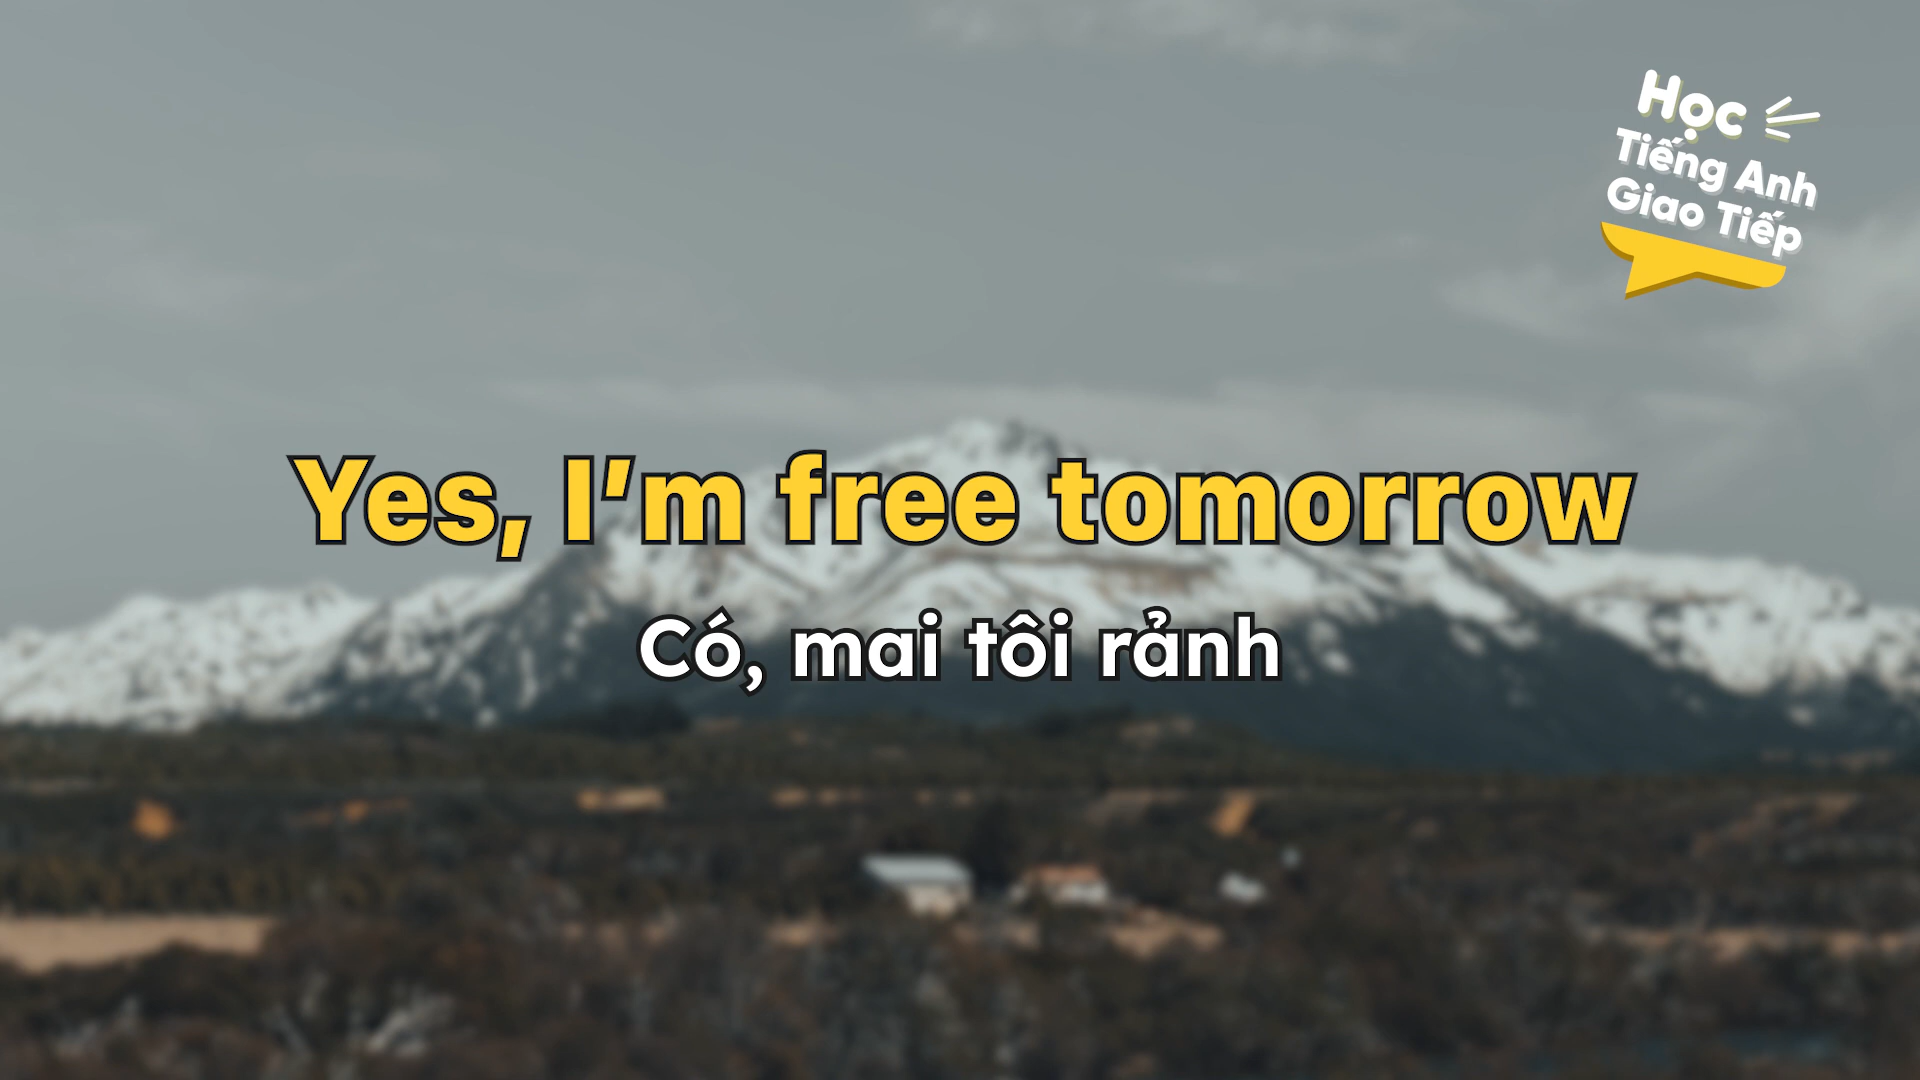 Học
Tiếng Anh
Giao Tiếp
Yes, I’m free tomorrow
Có, mai tôi rảnh